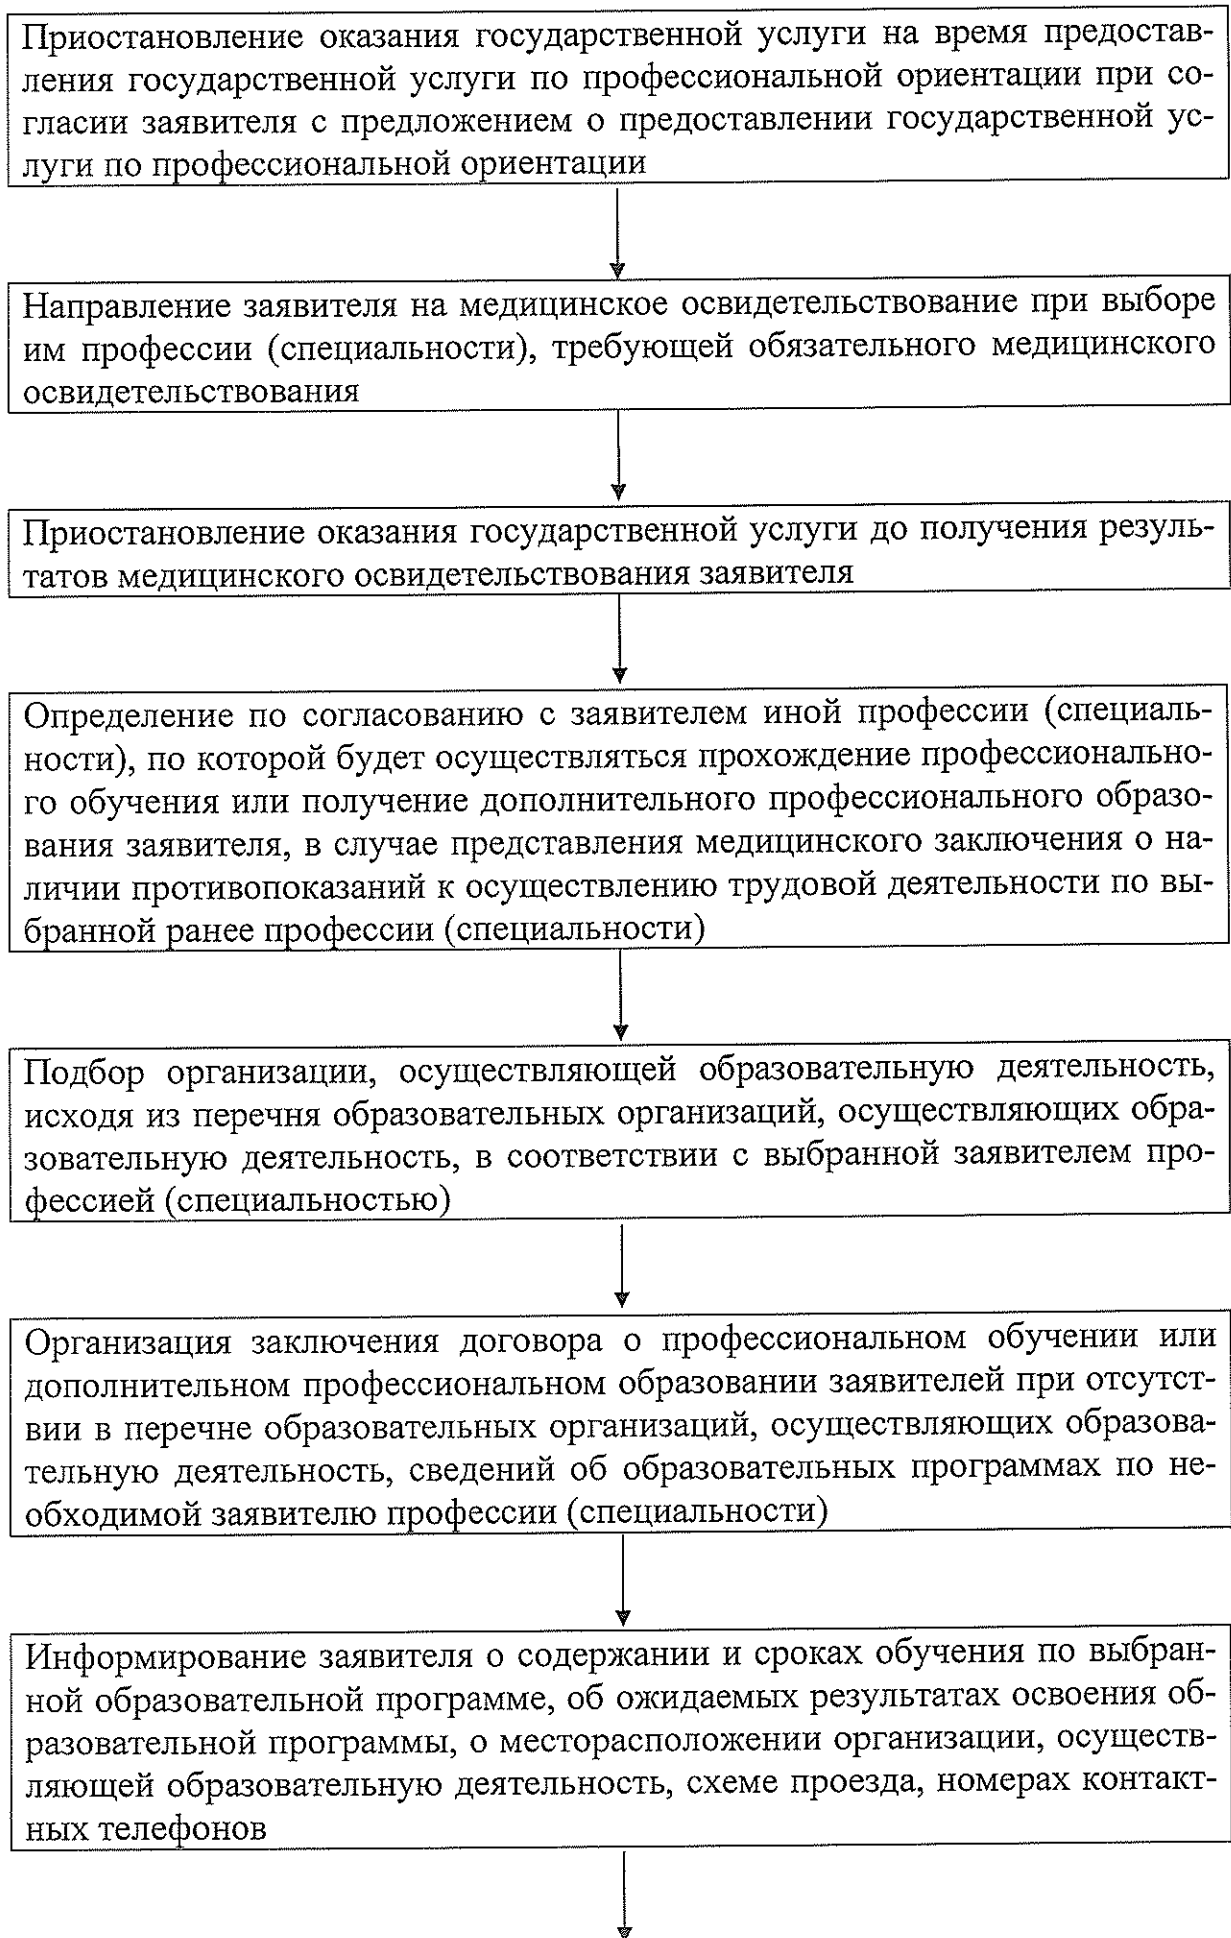 Приостановление оказания государственной услуги на время предостав-
ления государственной услуги по профессиональной ориентации при со-
гласии заявителя с предложением о предоставлении государственной ус-
луги по профессиональной ориентации
Направление заявителя на медицинское освидетельствование при выборе
им профессии (специальности), требующей обязательного медицинского
освидетельствования
Приостановление оказания государственной услуги до получения резуль-
татов медицинского освидетельствования заявителя
Определение по согласованию с заявителем иной профессии (специаль-
ности), по которой будет осуществляться прохождение профессионально-
го обучения или получение дополнительного профессионального образо-
вания заявителя, в случае представления медицинского заключения о на-
личии противопоказаний к осуществлению трудовой деятельности по вы-
бранной ранее профессии (специальности)
Подбор организации, осуществляющей образовательную деятельность,
исходя из перечня образовательных организаций, осуществляющих обра-
зовательную деятельность, в соответствии с выбранной заявителем про-
фессией (специальностью)
Организация заключения договора о профессиональном обучении или
дополнительном профессиональном образовании заявителей при отсутст-
вии в перечне образовательных организаций, осуществляющих образова-
тельную деятельность, сведений об образовательных программах по не-
обходимой заявителю профессии (специальности)
Информирование заявителя о содержании и сроках обучения по выбран-
ной образовательной программе, об ожидаемых результатах освоения об-
разовательной программы, о месторасположении организации, осуществ-
ляющей образовательную деятельность, схеме проезда, номерах контакт-
ных телефонов